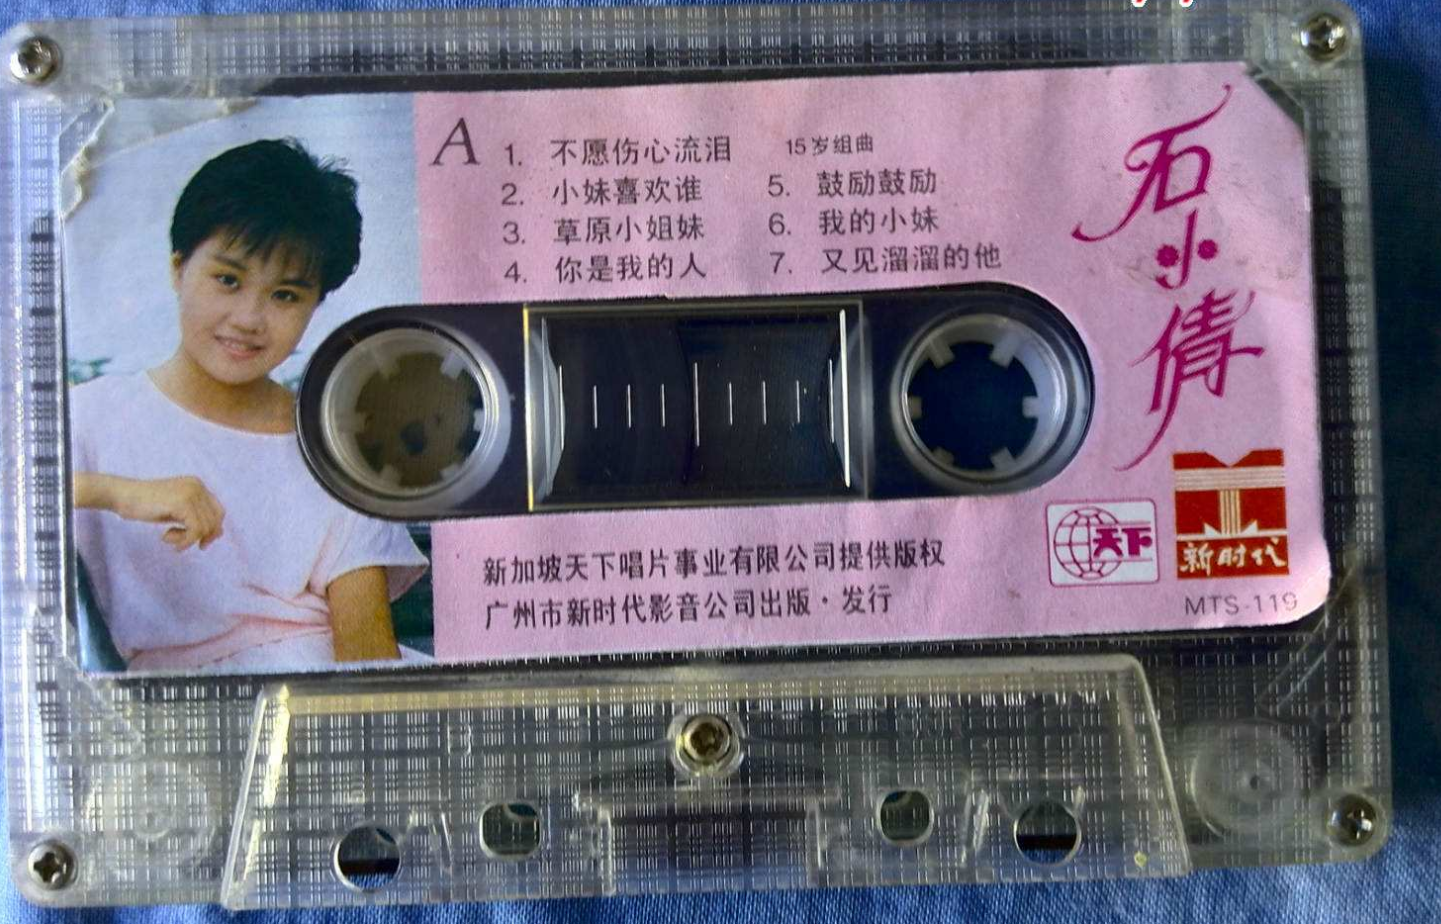 A
1. 不愿伤心流泪
2. 小妹喜欢谁
3. 草原小姐妹
4. 你是我的人
15岁组曲
5. 鼓励鼓励
6. 我的小妹
7. 又见溜溜的他
石小倩
新加坡天下唱片事业有限公司提供版权
广州市新时代影音公司出版·发行
天下
新时代
MTS-119